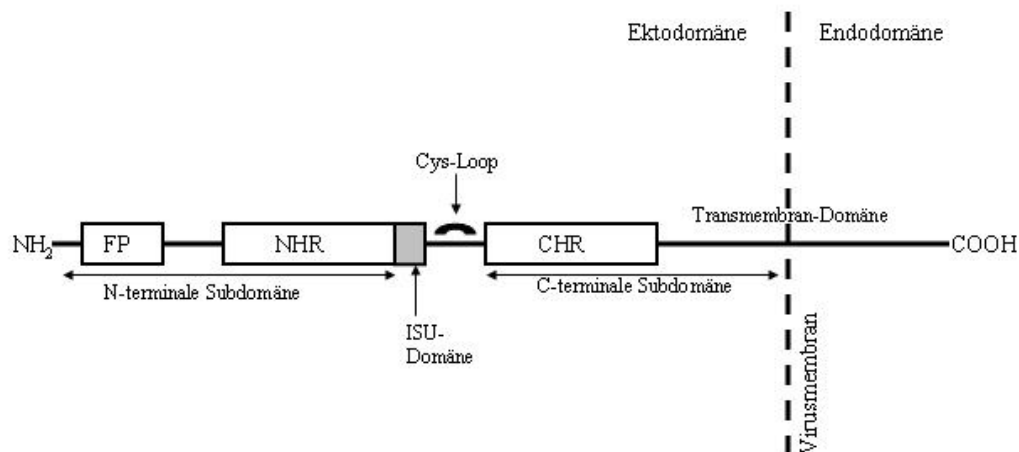 Ektodomäne
Endodomäne
Cys-Loop
Transmembran-Domäne
NH2
FP
NHR
CHR
COOH
N-terminale Subdomäne
C-terminale Subdomäne
ISU-
Domäne
Virusmembran